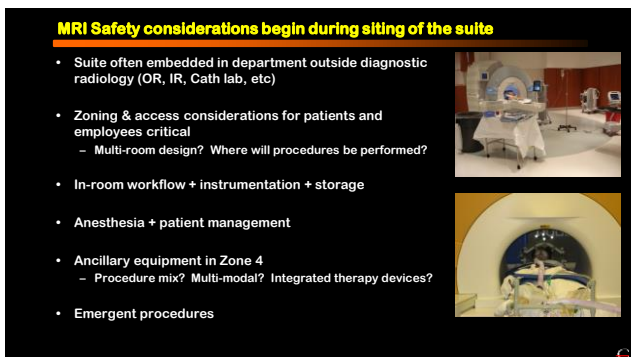 MRI Safety considerations begin during siting of the suite
• Suite often embedded in department outside diagnostic
radiology (OR, IR, Cath lab, etc)
• Zoning & access considerations for patients and
employees critical
– Multi-room design? Where will procedures be performed?
• In-room workflow + instrumentation + storage
• Anesthesia + patient management
• Ancillary equipment in Zone 4
– Procedure mix? Multi-modal? Integrated therapy devices?
• Emergent procedures